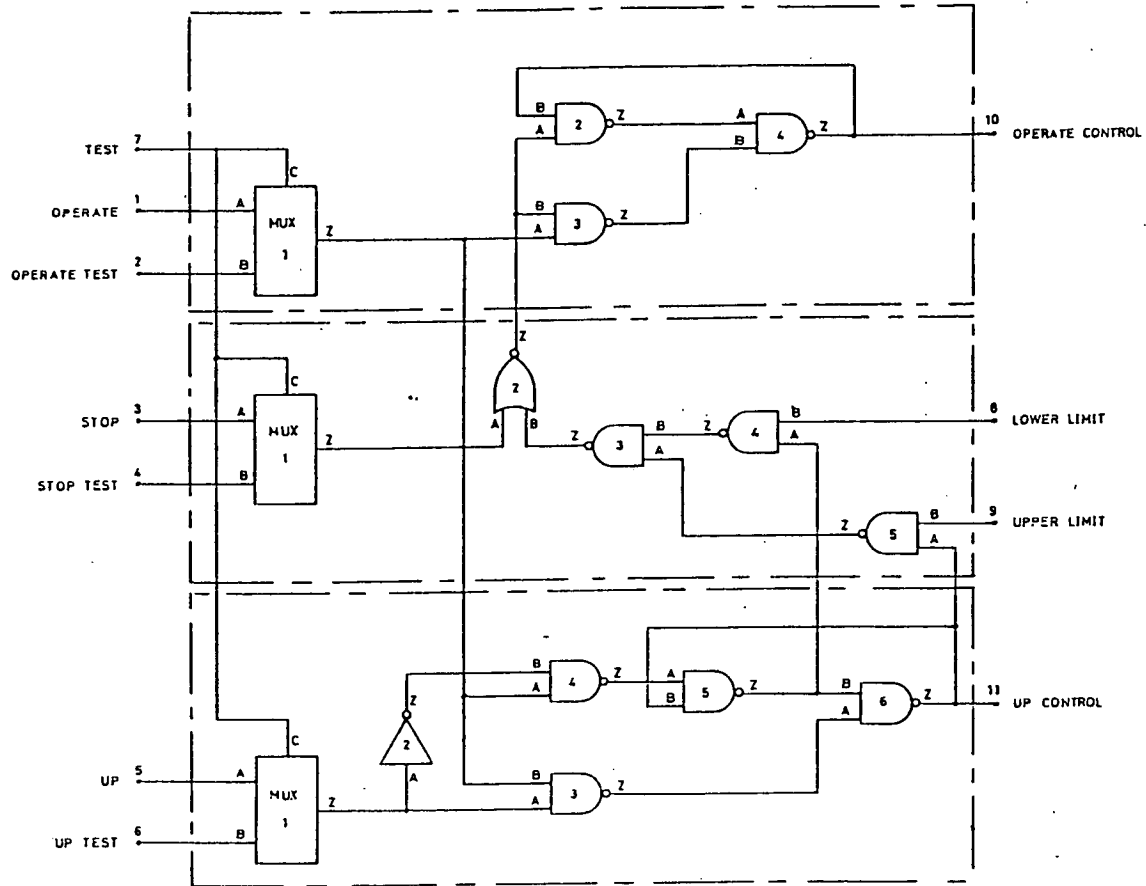 B
Z
A
2
A
4
Z
B
10
OPERATE CONTROL
7
TEST
C
1
OPERATE
A
MUX
1
Z
B
A
3
Z
2
OPERATE TEST
B
Z
C
2
A
B
3
STOP
A
MUX
1
Z
4
STOP TEST
B
Z
3
B
A
Z
4
B
A
8
LOWER LIMIT
Z
5
B
A
9
UPPER LIMIT
B
A
4
Z
A
B
5
Z
B
A
6
Z
11
UP CONTROL
Z
2
A
C
5
UP
A
MUX
1
Z
B
A
3
Z
6
UP TEST
B